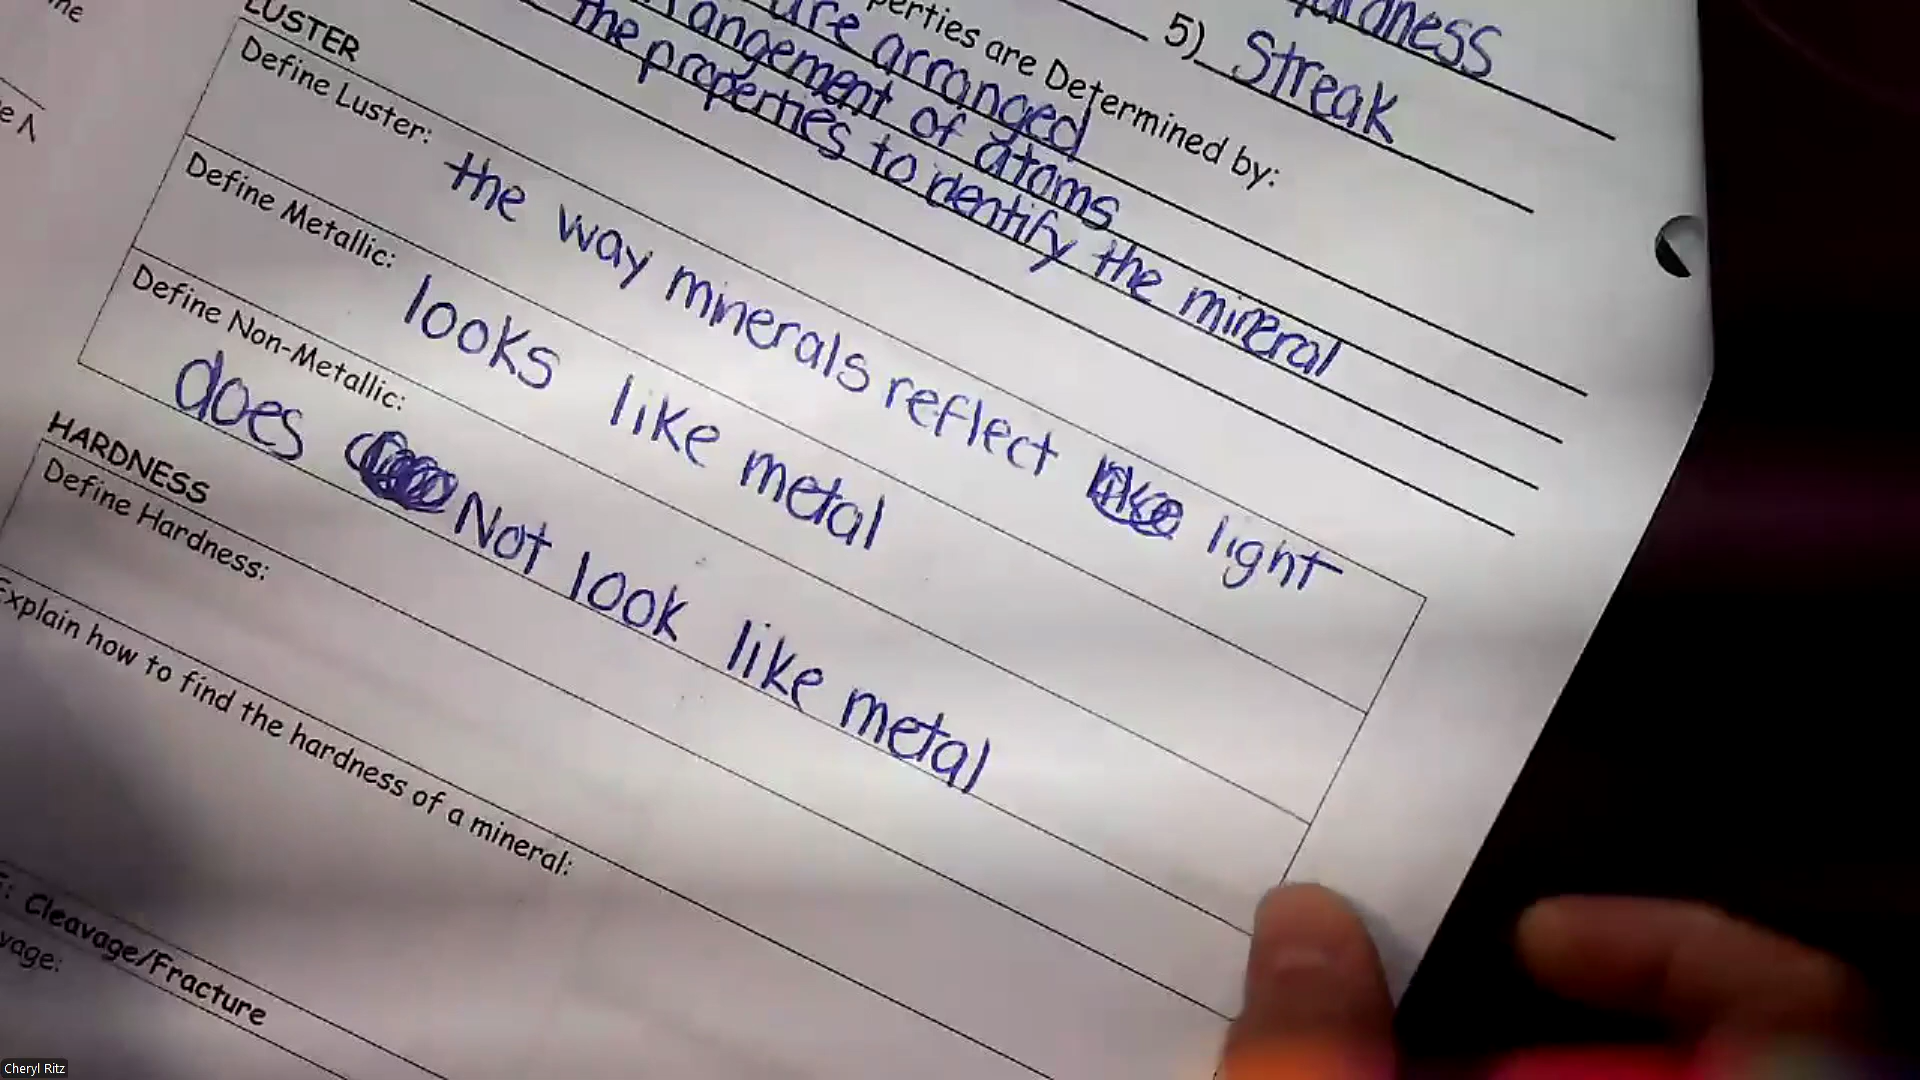 5) Streak
perties are Determined by:
are arranged
angement of atoms
the properties to identify the mineral
LUSTER
Define Luster:
the way minerals reflect light
Define Metallic:
looks like metal
Define Non-Metallic:
does Not look like metal
HARDNESS
Define Hardness:
Explain how to find the hardness of a mineral:
: Cleavage/Fracture
vage:
Cheryl Ritz